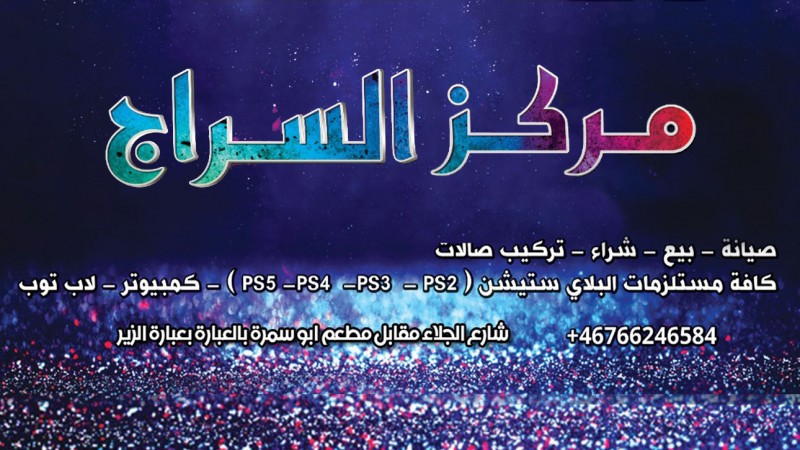 مركز السراج
صيانة - بيع - شراء - تركيب صالات
كافة مستلزمات البلاي ستيشن ( PS2 - PS3- PS4- PS5 ) - كمبيوتر - لاب توب
شارع الجلاء مقابل مطعم ابو سمرة بالعبارة بعبارة الزير +46766246584